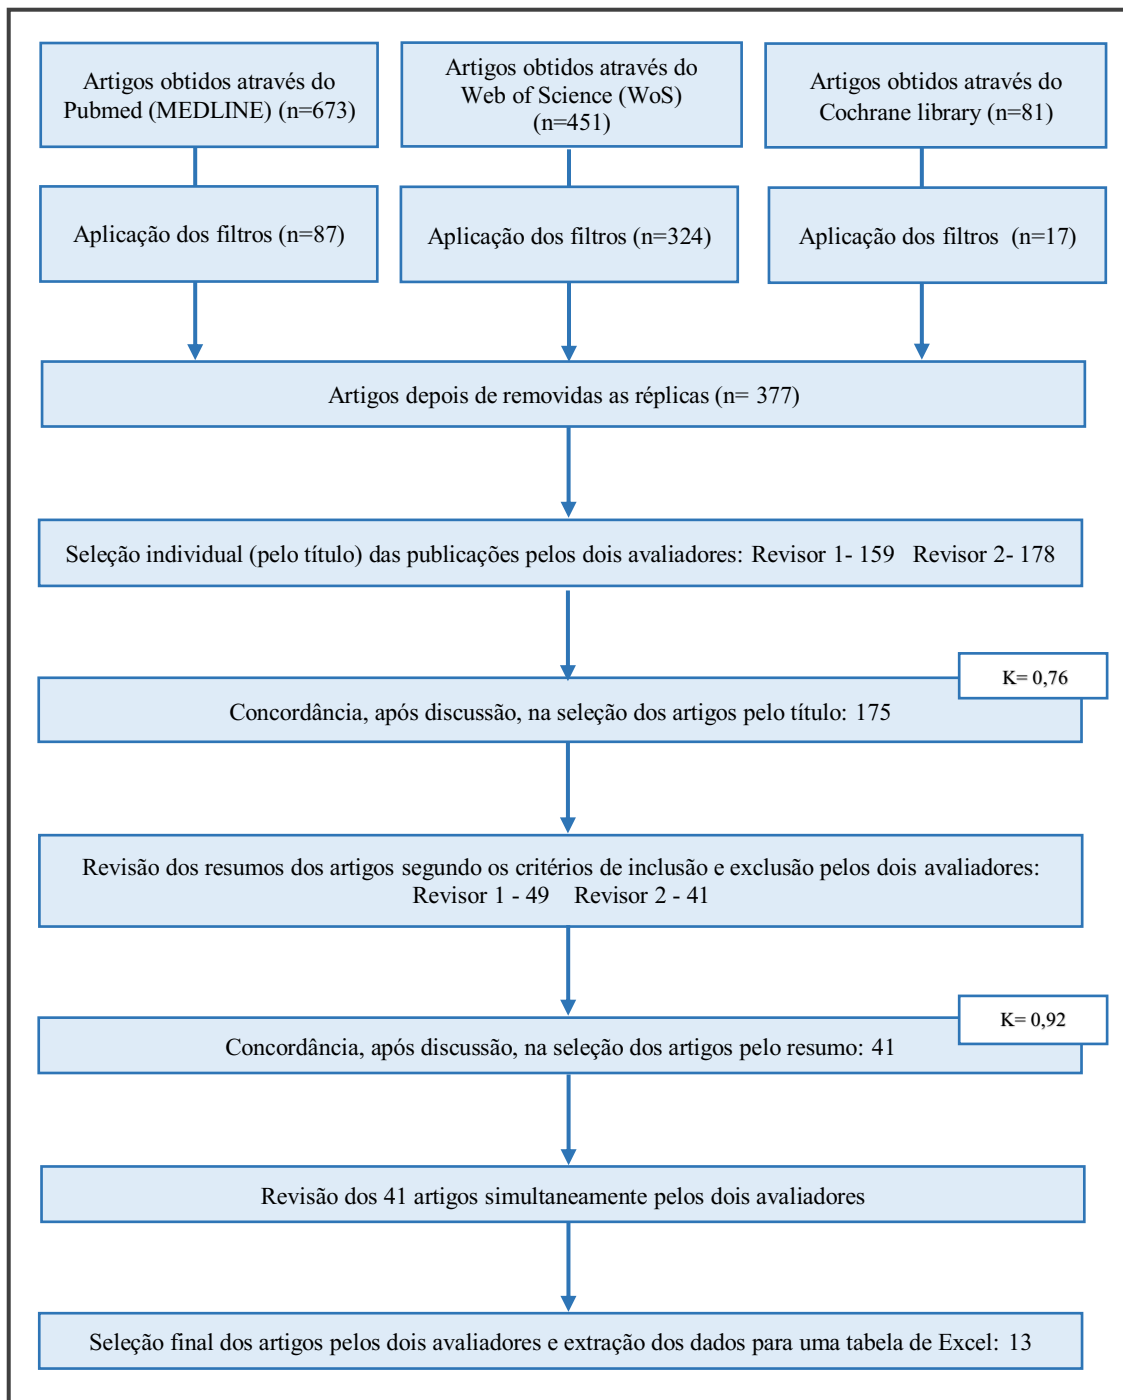 Artigos obtidos através do
Pubmed (MEDLINE) (n=673)
Artigos obtidos através do
Web of Science (WoS)
(n=451)
Artigos obtidos através do
Cochrane library (n=81)
Aplicação dos filtros (n=87)
Aplicação dos filtros (n=324)
Aplicação dos filtros (n=17)
Artigos depois de removidas as réplicas (n= 377)
Seleção individual (pelo título) das publicações pelos dois avaliadores: Revisor 1- 159 Revisor 2- 178
K= 0,76
Concordância, após discussão, na seleção dos artigos pelo título: 175
Revisão dos resumos dos artigos segundo os critérios de inclusão e exclusão pelos dois avaliadores:
Revisor 1 - 49 Revisor 2 - 41
K= 0,92
Concordância, após discussão, na seleção dos artigos pelo resumo: 41
Revisão dos 41 artigos simultaneamente pelos dois avaliadores
Seleção final dos artigos pelos dois avaliadores e extração dos dados para uma tabela de Excel: 13